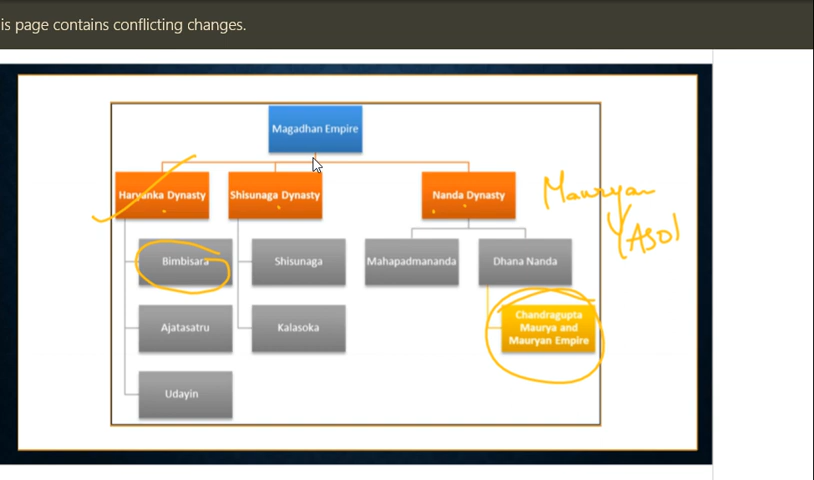 is page contains conflicting changes.
Magadhan Empire
Haryanka Dynasty
Shisunaga Dynasty
Nanda Dynasty
Mauryan
(Aso)
Bimbisara
Shisunaga
Mahapadmananda
Dhana Nanda
Ajatasatru
Kalasoka
Chandragupta
Maurya and
Mauryan Empire
Udayin